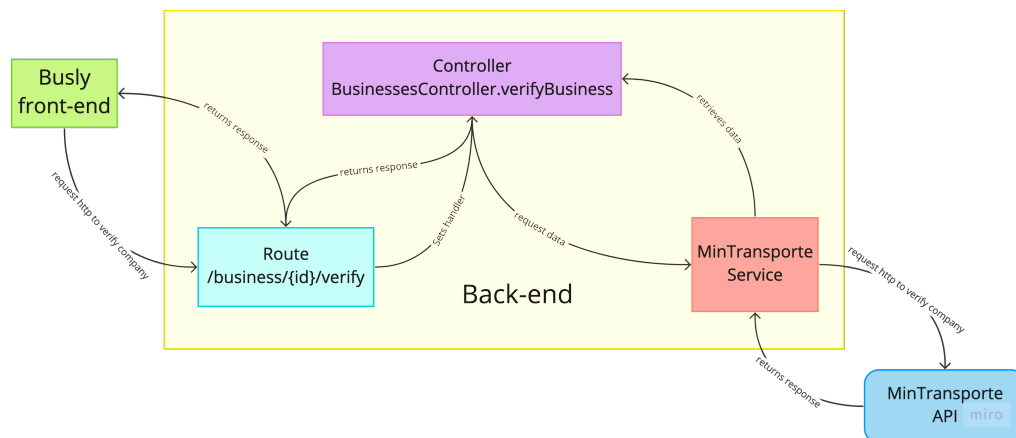 Busly
front-end
Controller
BusinessesController.verifyBusiness
returns response
retrieves data
returns response
request http to verify company
Sets handler
request data
Route
/business/{id}/verify
MinTransporte
Service
Back-end
request http to verify company
returns response
MinTransporte
API
miro